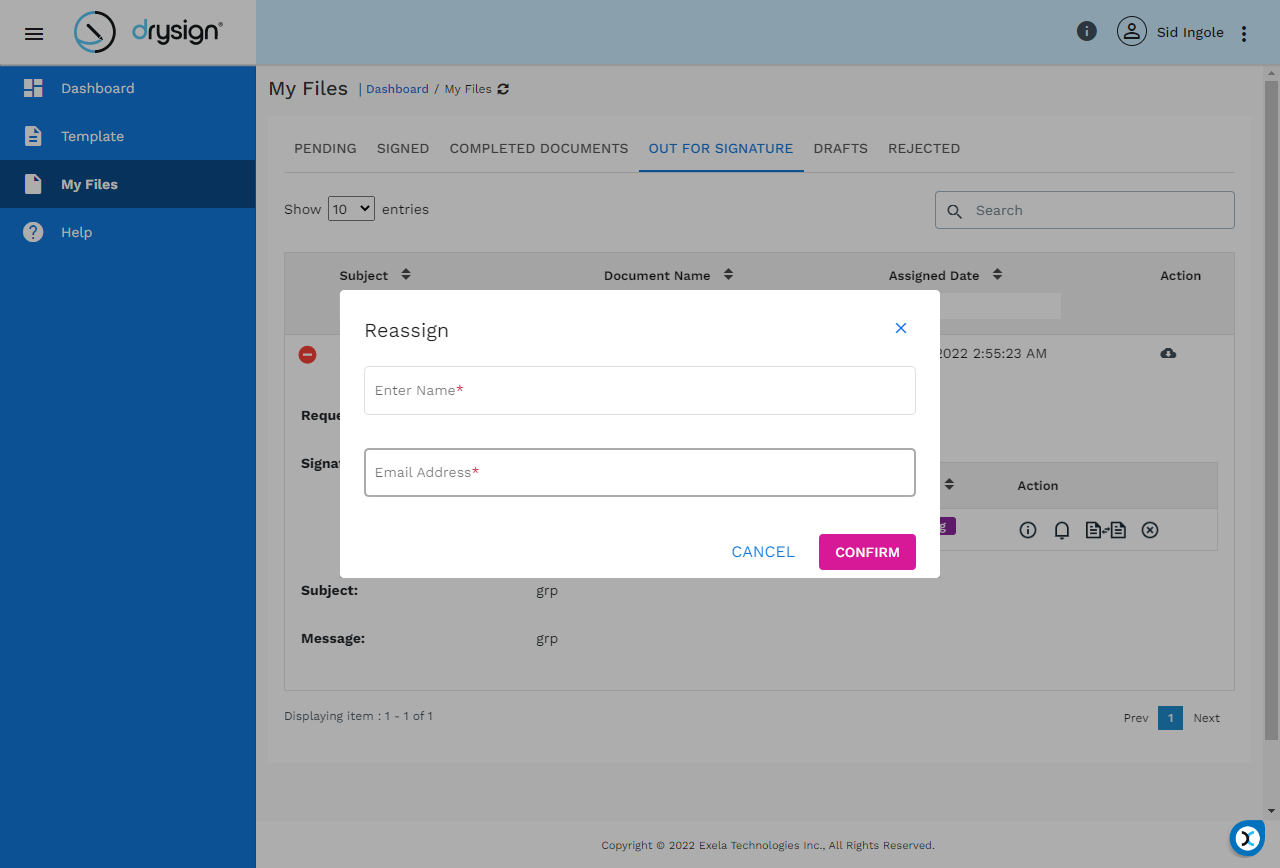 drysign®
Sid Ingole
Dashboard
Template
My Files
Help
My Files | Dashboard / My Files
PENDING SIGNED COMPLETED DOCUMENTS OUT FOR SIGNATURE DRAFTS REJECTED
Show 10 entries
Search
Subject Document Name Assigned Date Action
Reassign
2022 2:55:23 AM
Enter Name*
Email Address*
Action
CANCEL CONFIRM
Subject: grp
Message: grp
Displaying item : 1 - 1 of 1
Prev 1 Next
Copyright © 2022 Exela Technologies Inc., All Rights Reserved.